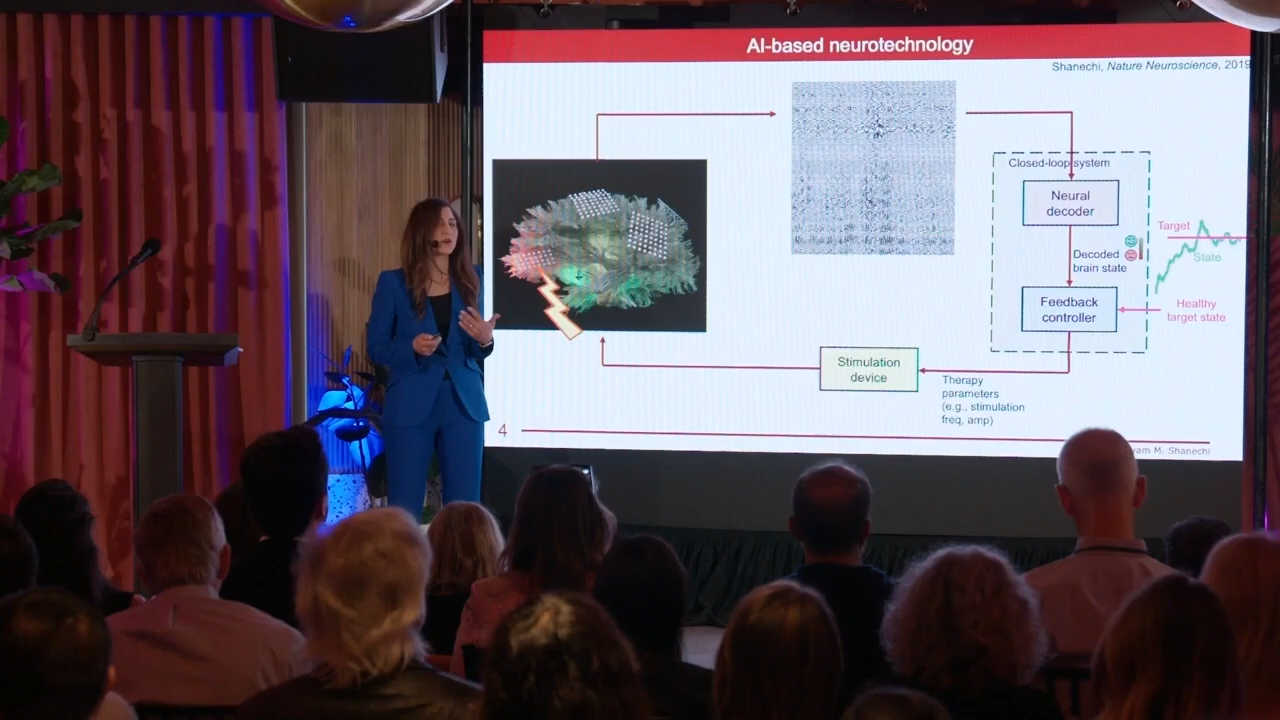 AI-based neurotechnology
Shanechi, Nature Neuroscience, 2019
Closed-loop system
Neural
decoder
Target
State
Decoded
brain state
Feedback
controller
Healthy
target state
Stimulation
device
Therapy
parameters
(e.g., stimulation
freq, amp)
4
M. Shanechi